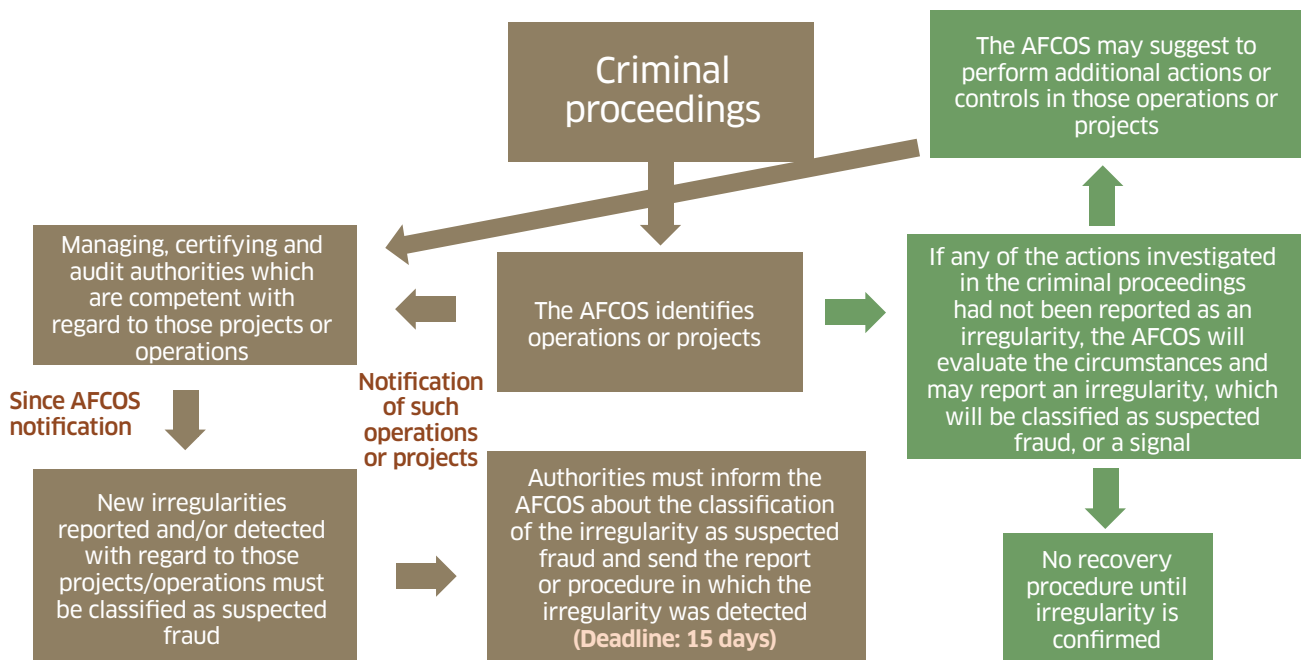 Criminal
proceedings
The AFCOS may suggest to
perform additional actions or
controls in those operations or
projects
Managing, certifying and
audit authorities which
are competent with
regard to those projects or
operations
The AFCOS identifies
operations or projects
If any of the actions investigated
in the criminal proceedings
had not been reported as an
irregularity, the AFCOS will
evaluate the circumstances and
may report an irregularity, which
will be classified as suspected
fraud, or a signal
Since AFCOS
notification
Notification
of such
operations
or projects
New irregularities
reported and/or detected
with regard to those
projects/operations must
be classified as suspected
fraud
Authorities must inform the
AFCOS about the classification
of the irregularity as suspected
fraud and send the report
or procedure in which the
irregularity was detected
(Deadline: 15 days)
No recovery
procedure until
irregularity is
confirmed